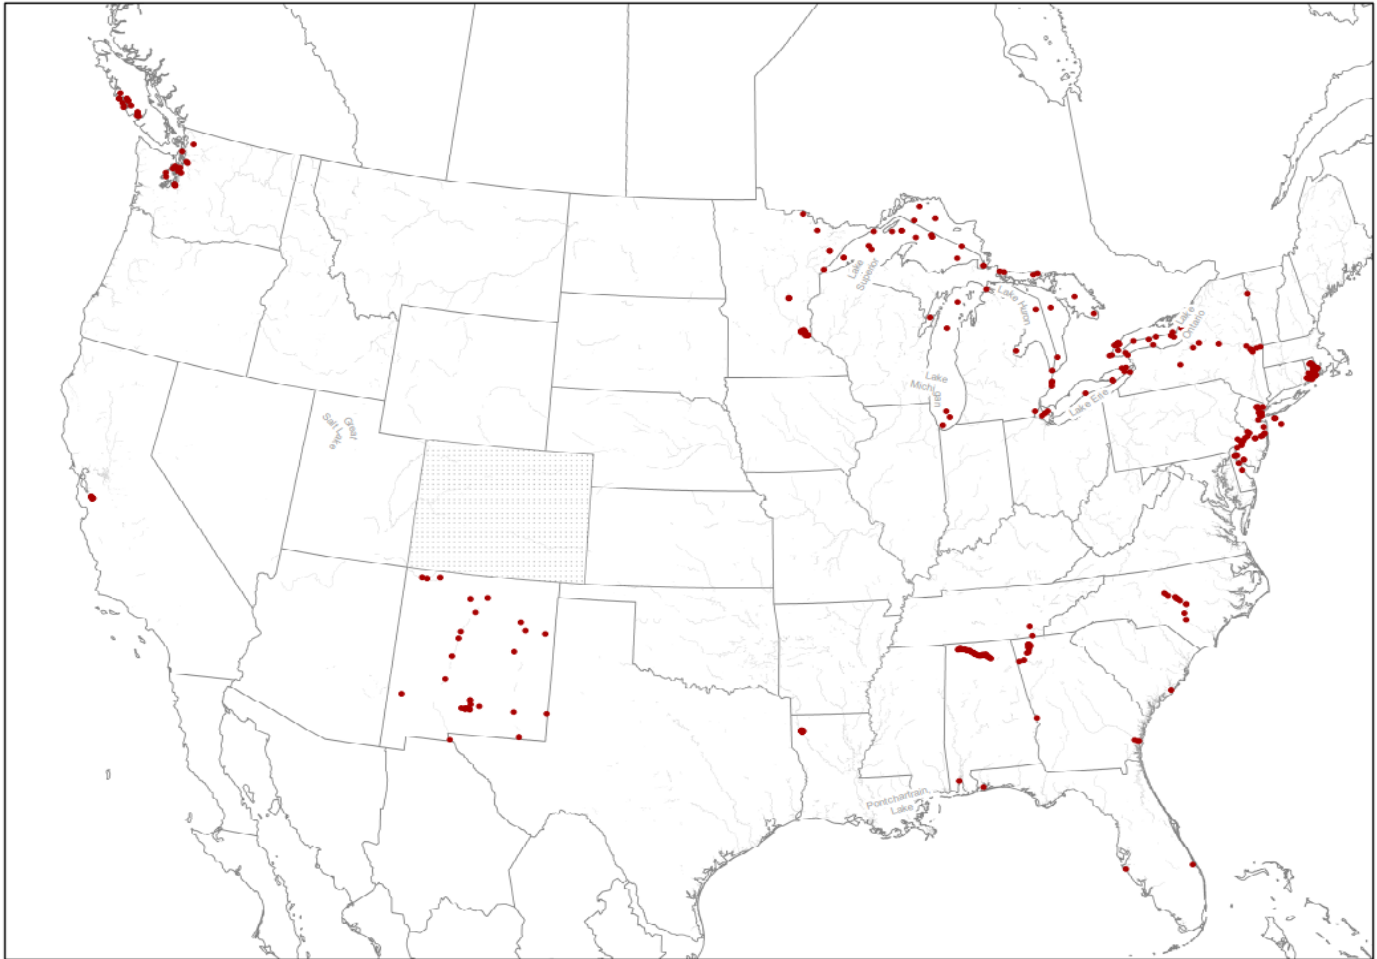 Lake
Superior
Lake Huron
Lake
Ontario
Lake
Michigan
Lake Erie
Great
Salt Lake
Pontchartrain,
Lake